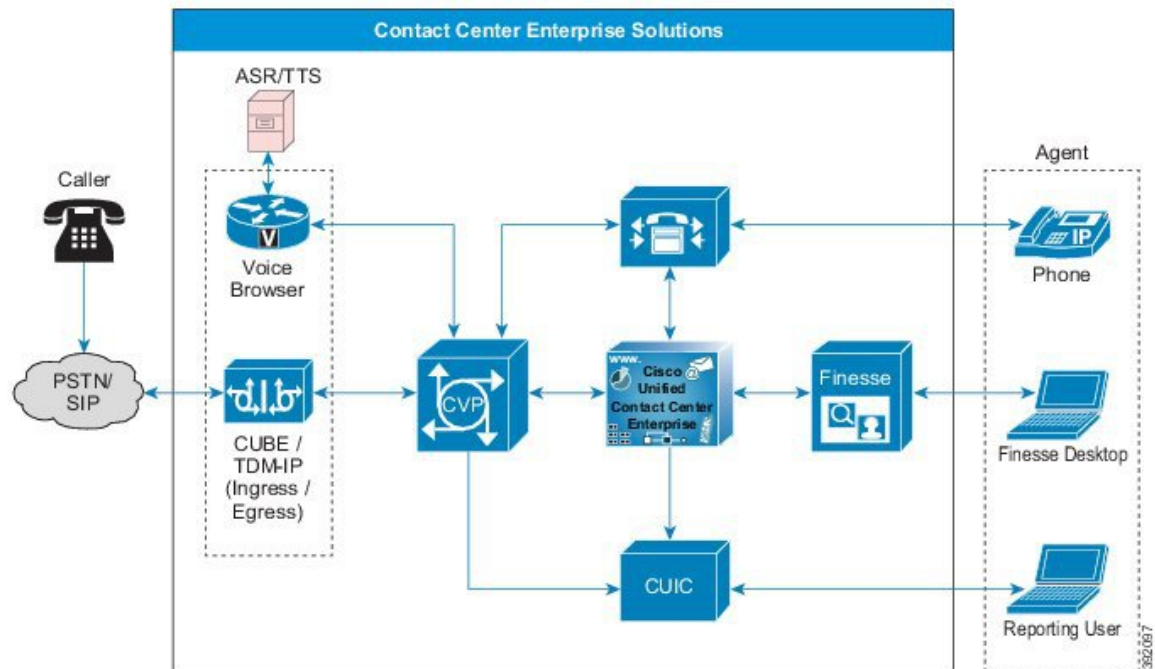 Contact Center Enterprise Solutions
ASR/TTS
Caller
Voice
Browser
V
PSTN/
SIP
CUBE /
TDM-IP
(Ingress /
Egress)
CVP
www.
@
Cisco
Unified
Contact Center
Enterprise
Finesse
CUIC
Agent
IP
Phone
Finesse Desktop
Reporting User
392097